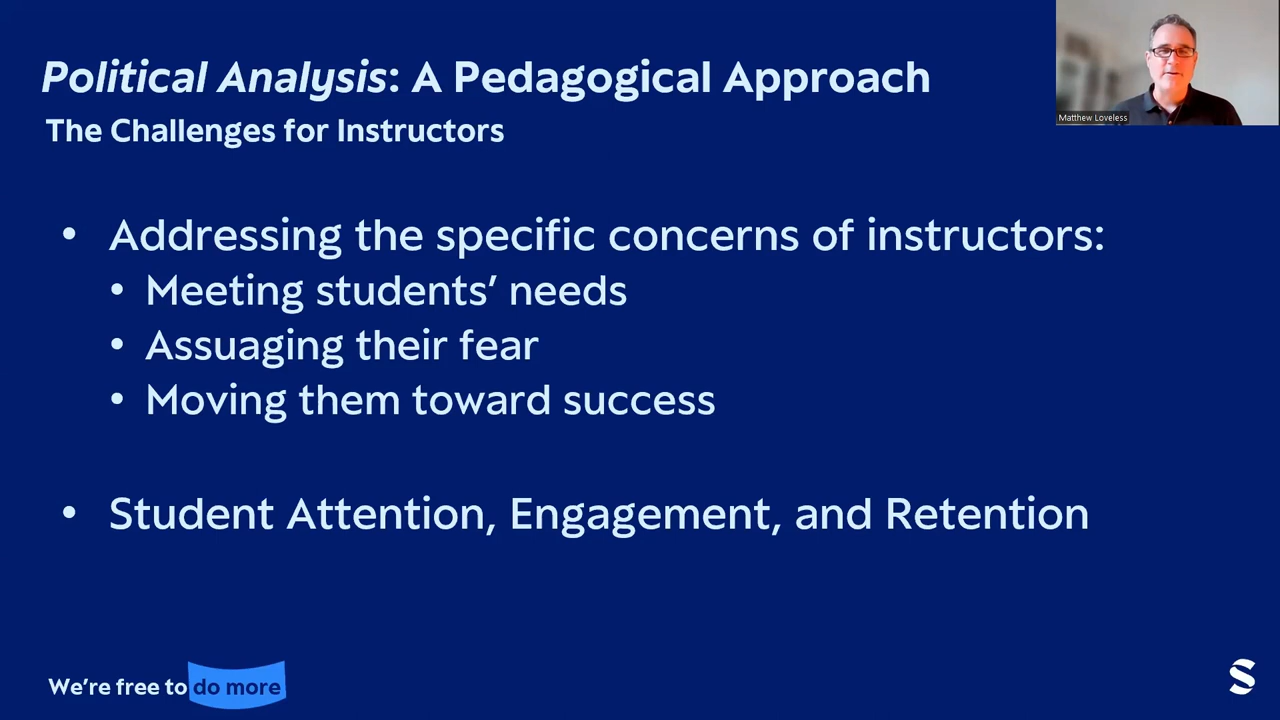 Political Analysis: A Pedagogical Approach
The Challenges for Instructors
Matthew Loveless
• Addressing the specific concerns of instructors:
• Meeting students’ needs
• Assuaging their fear
• Moving them toward success
• Student Attention, Engagement, and Retention
We’re free to do more
S